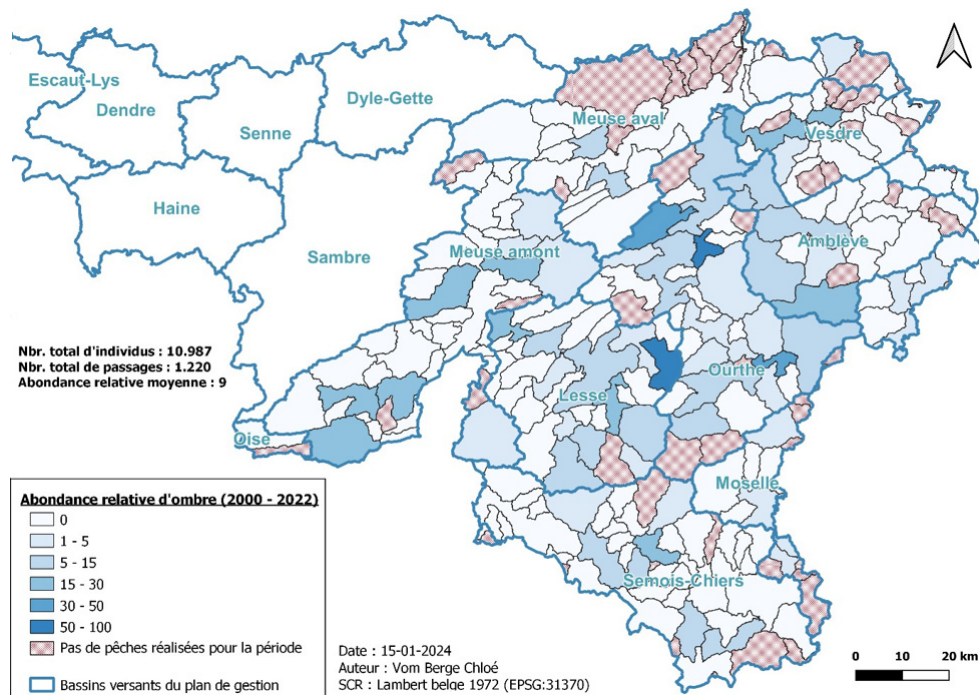 Escaut-Lys
Dendre
Senne
Dyle-Gette
Meuse aval
Vesdre
Haine
Sambre
Meuse amont
Amblève
Nbr. total d'individus : 10.987
Nbr. total de passages : 1.220
Abondance relative moyenne : 9
Ourthe
Lesse
Oise
Moselle
Semois-Chiers
Abondance relative d'ombre (2000 - 2022)
0
1 - 5
5 - 15
15 - 30
30 - 50
50 - 100
Pas de pêches réalisées pour la période
Bassins versants du plan de gestion
Date : 15-01-2024
Auteur : Vom Berge Chloé
SCR : Lambert belge 1972 (EPSG:31370)
0 10 20 km